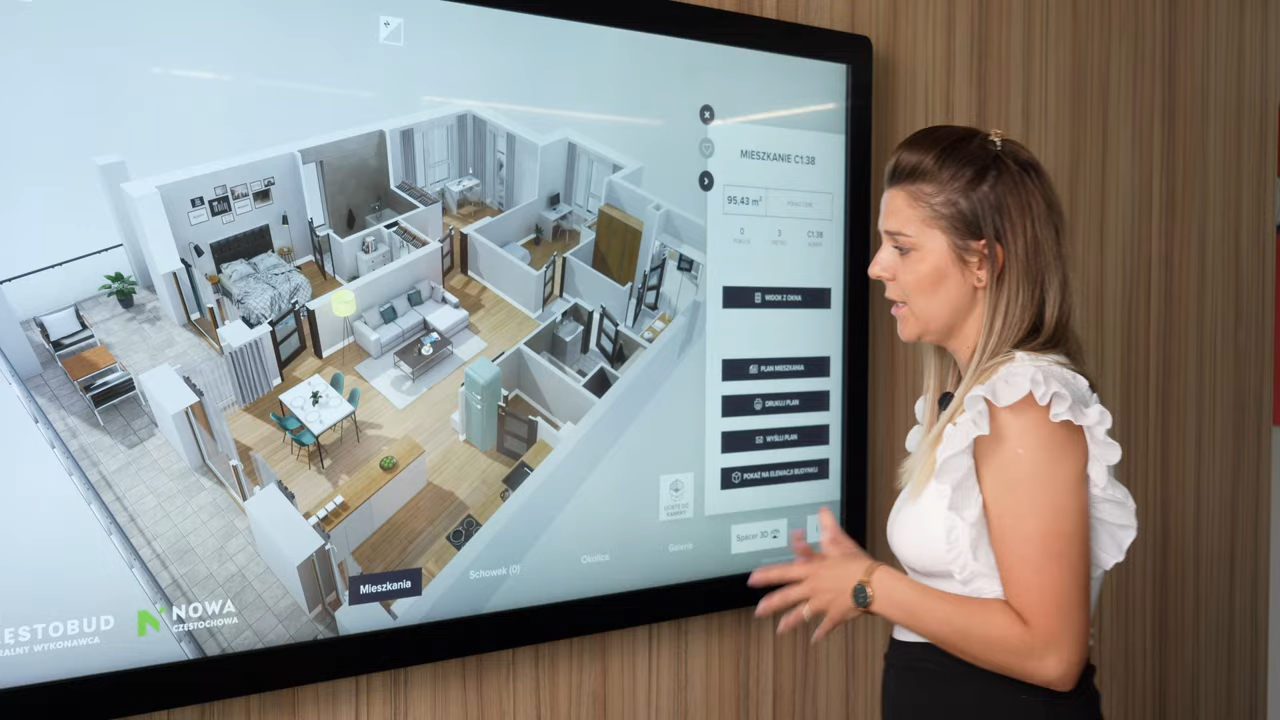 MIESZKANIE C1.38
95.43 m²
0
3
C1.38
WIDOK Z OKNA
PLAN MIESZKANIA
DRUKUJ PLAN
WYŚLIJ PLAN
POKAŻ NA ELEWACJI BUDYNKU
Spacer 3D
Galeria
Okolica
Schowek (0)
Mieszkania
ĘSTOBUD
RALNY WYKONAWCA
NOWA
CZĘSTOCHOWA